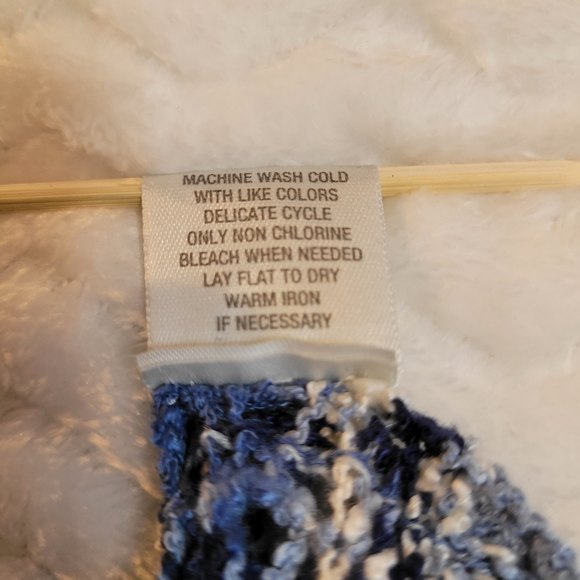 MACHINE WASH COLD
WITH LIKE COLORS
DELICATE CYCLE
ONLY NON CHLORINE
BLEACH WHEN NEEDED
LAY FLAT TO DRY
WARM IRON
IF NECESSARY